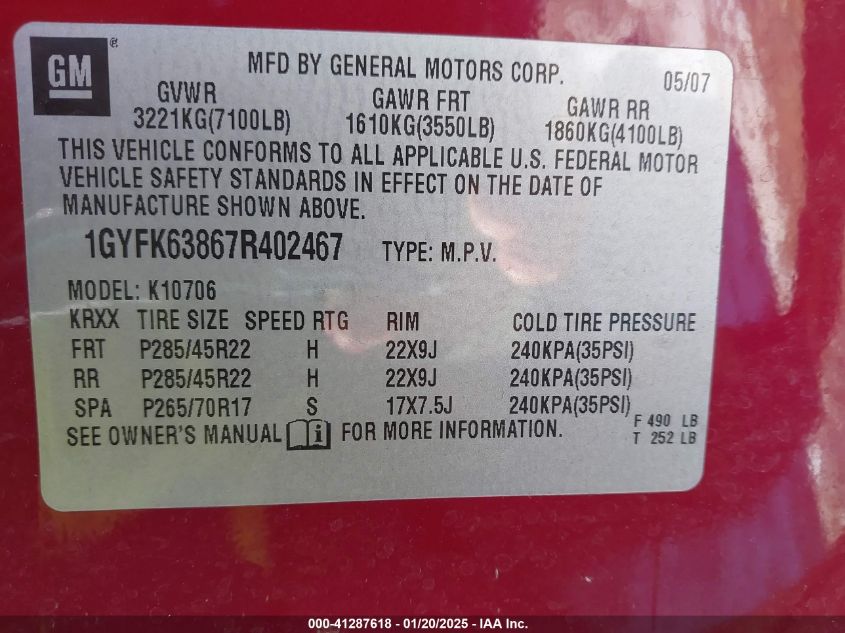 GM ®
MFD BY GENERAL MOTORS CORP. 05/07
GVWR GAWR FRT GAWR RR
3221KG(7100LB) 1610KG(3550LB) 1860KG(4100LB)
THIS VEHICLE CONFORMS TO ALL APPLICABLE U.S. FEDERAL MOTOR
VEHICLE SAFETY STANDARDS IN EFFECT ON THE DATE OF
MANUFACTURE SHOWN ABOVE.
1GYFK63867R402467 TYPE: M.P.V.
MODEL: K10706
KRXX TIRE SIZE SPEED RTG RIM COLD TIRE PRESSURE
FRT P285/45R22 H 22X9J 240KPA(35PSI)
RR P285/45R22 H 22X9J 240KPA(35PSI)
SPA P265/70R17 S 17X7.5J 240KPA(35PSI)
SEE OWNER'S MANUAL i FOR MORE INFORMATION.
F 490 LB
T 252 LB
000-41287618 - 01/20/2025 - IAA Inc.